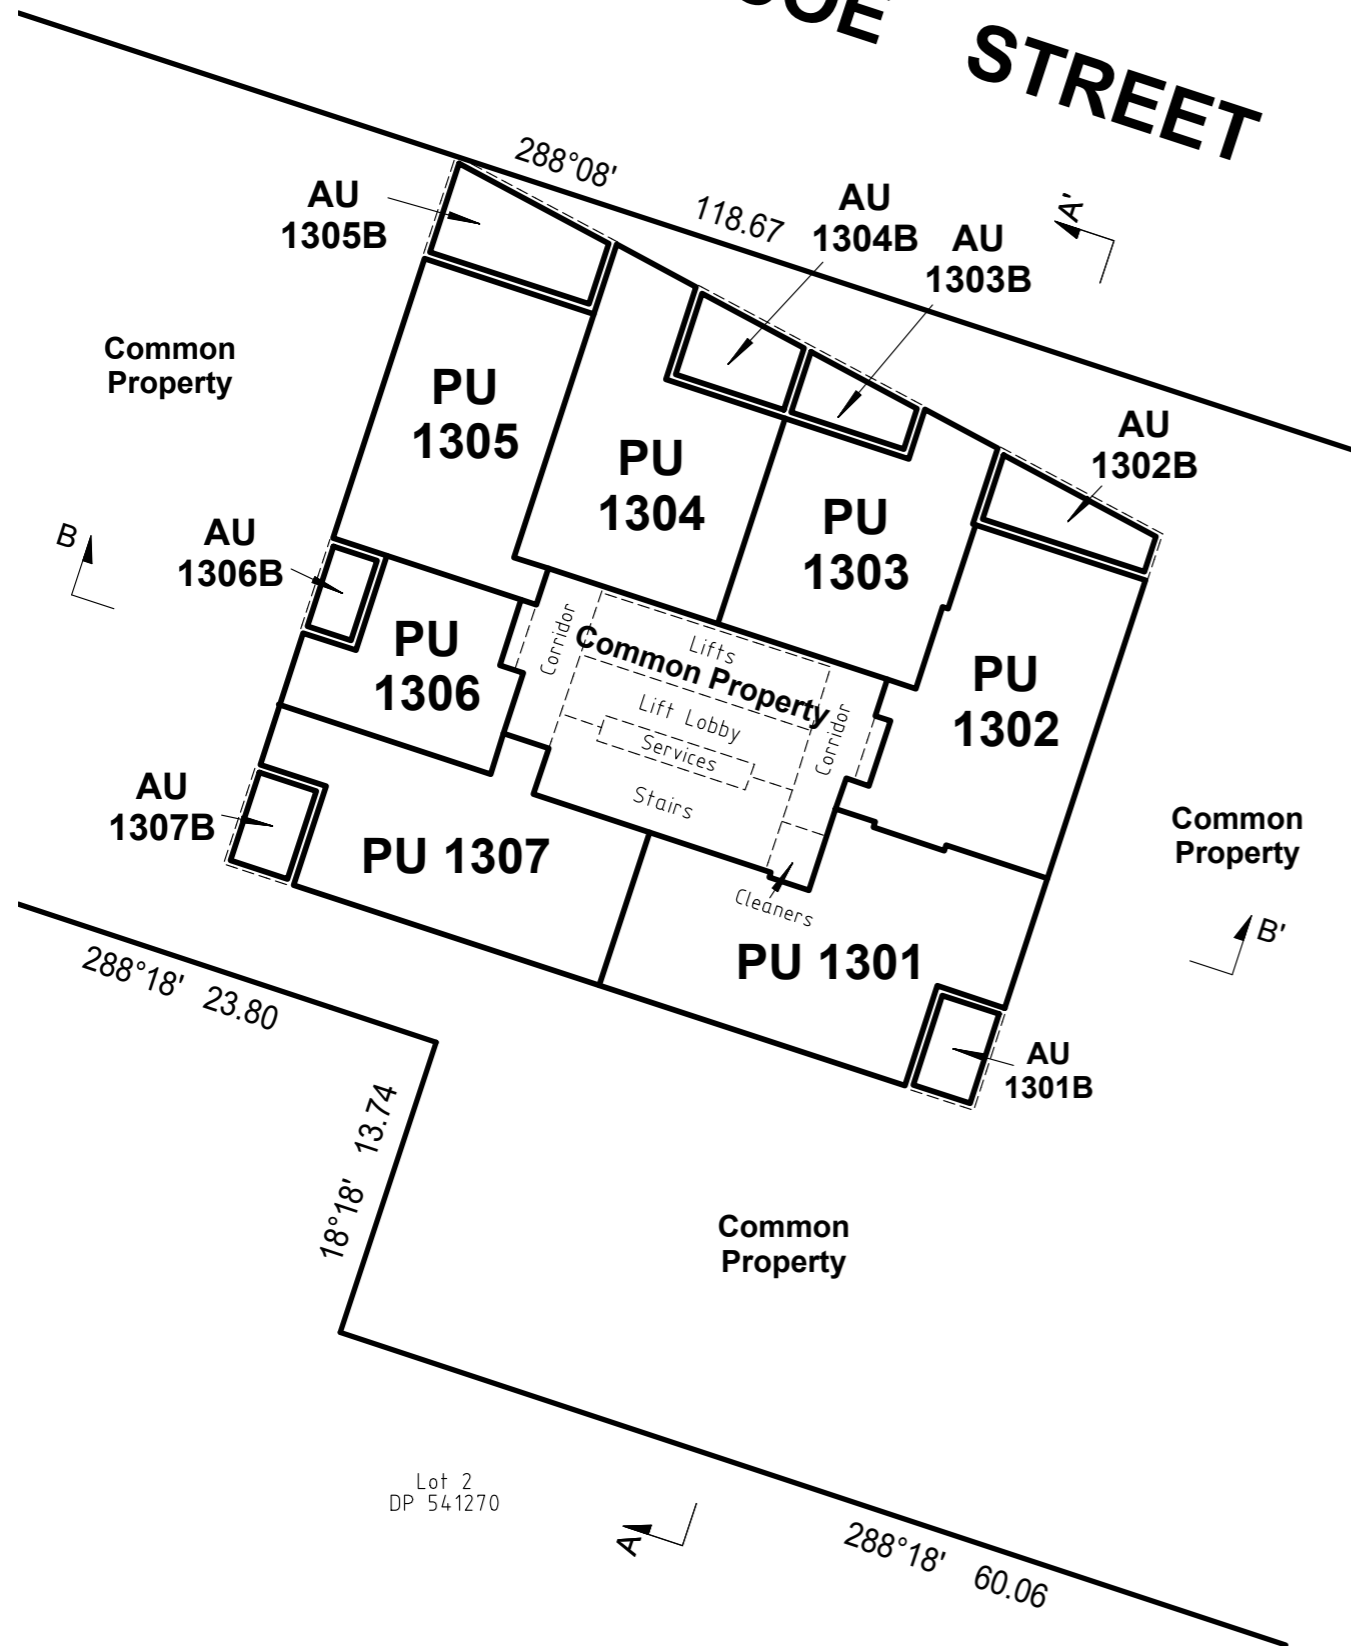 STREET
288°08'
118.67
A'
AU
1305B
AU
1304B
AU
1303B
AU
1302B
Common
Property
PU
1305
PU
1304
PU
1303
B
AU
1306B
PU
1306
Corridor
Lifts
Common Property
Lift Lobby
Services
Stairs
Corridor
PU
1302
AU
1307B
PU 1307
Cleaners
Common
Property
PU 1301
B'
AU
1301B
288°18' 23.80
18°18' 13.74
Common
Property
Lot 2
DP 541270
A
288°18' 60.06